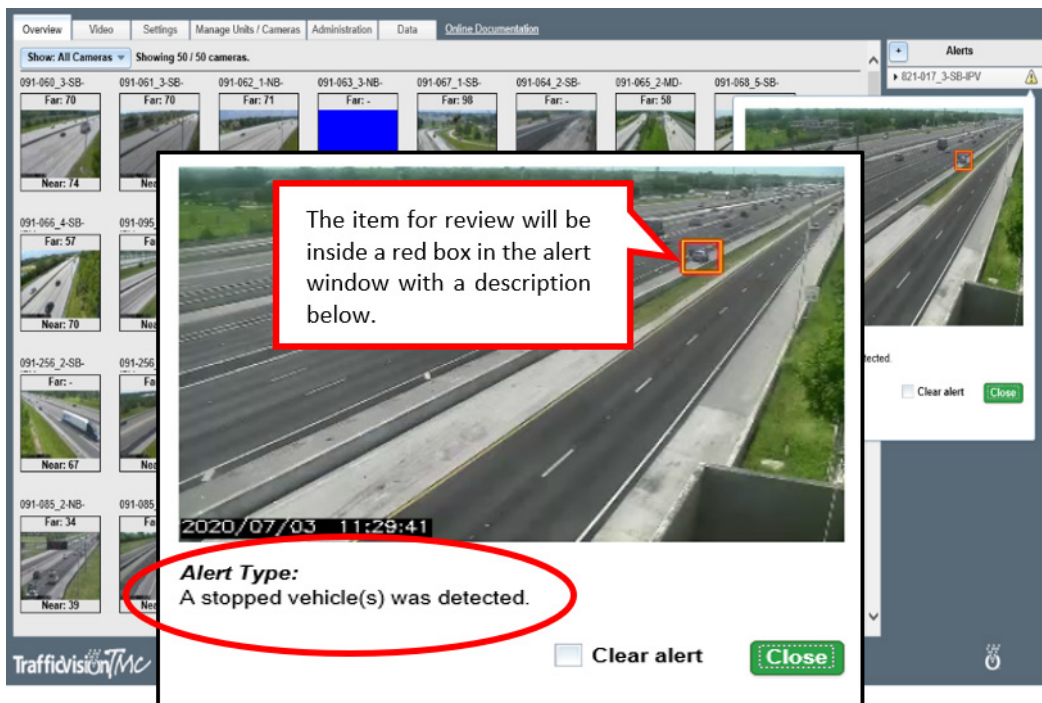 Overview Video Settings Manage Units / Cameras Administration Data Online Documentation
Show: All Cameras Showing 50 / 50 cameras.
+ Alerts
821-017_3-SB-IPV
091-060_3-SB- 091-061_3-SB- 091-062_1-NB- 091-063_3-NB- 091-067_1-SB- 091-064_2-SB- 091-065_2-MD- 091-068_5-SB-
Far: 70 Far: 70 Far: 71 Far: - Far: 98 Far: - Far: 58
Near: 74
The item for review will be
inside a red box in the alert
window with a description
below.
091-066_4-SB- 091-095
Far: 57
Near: 70
091-256_2-SB- 091-256
Far: -
Near: 67
091-085_2-NB- 091-085
Far: 34
Near: 39
2020/07/03 11:29:41
Alert Type:
A stopped vehicle(s) was detected.
Clear alert Close
Clear alert Close
TrafficVision TMC